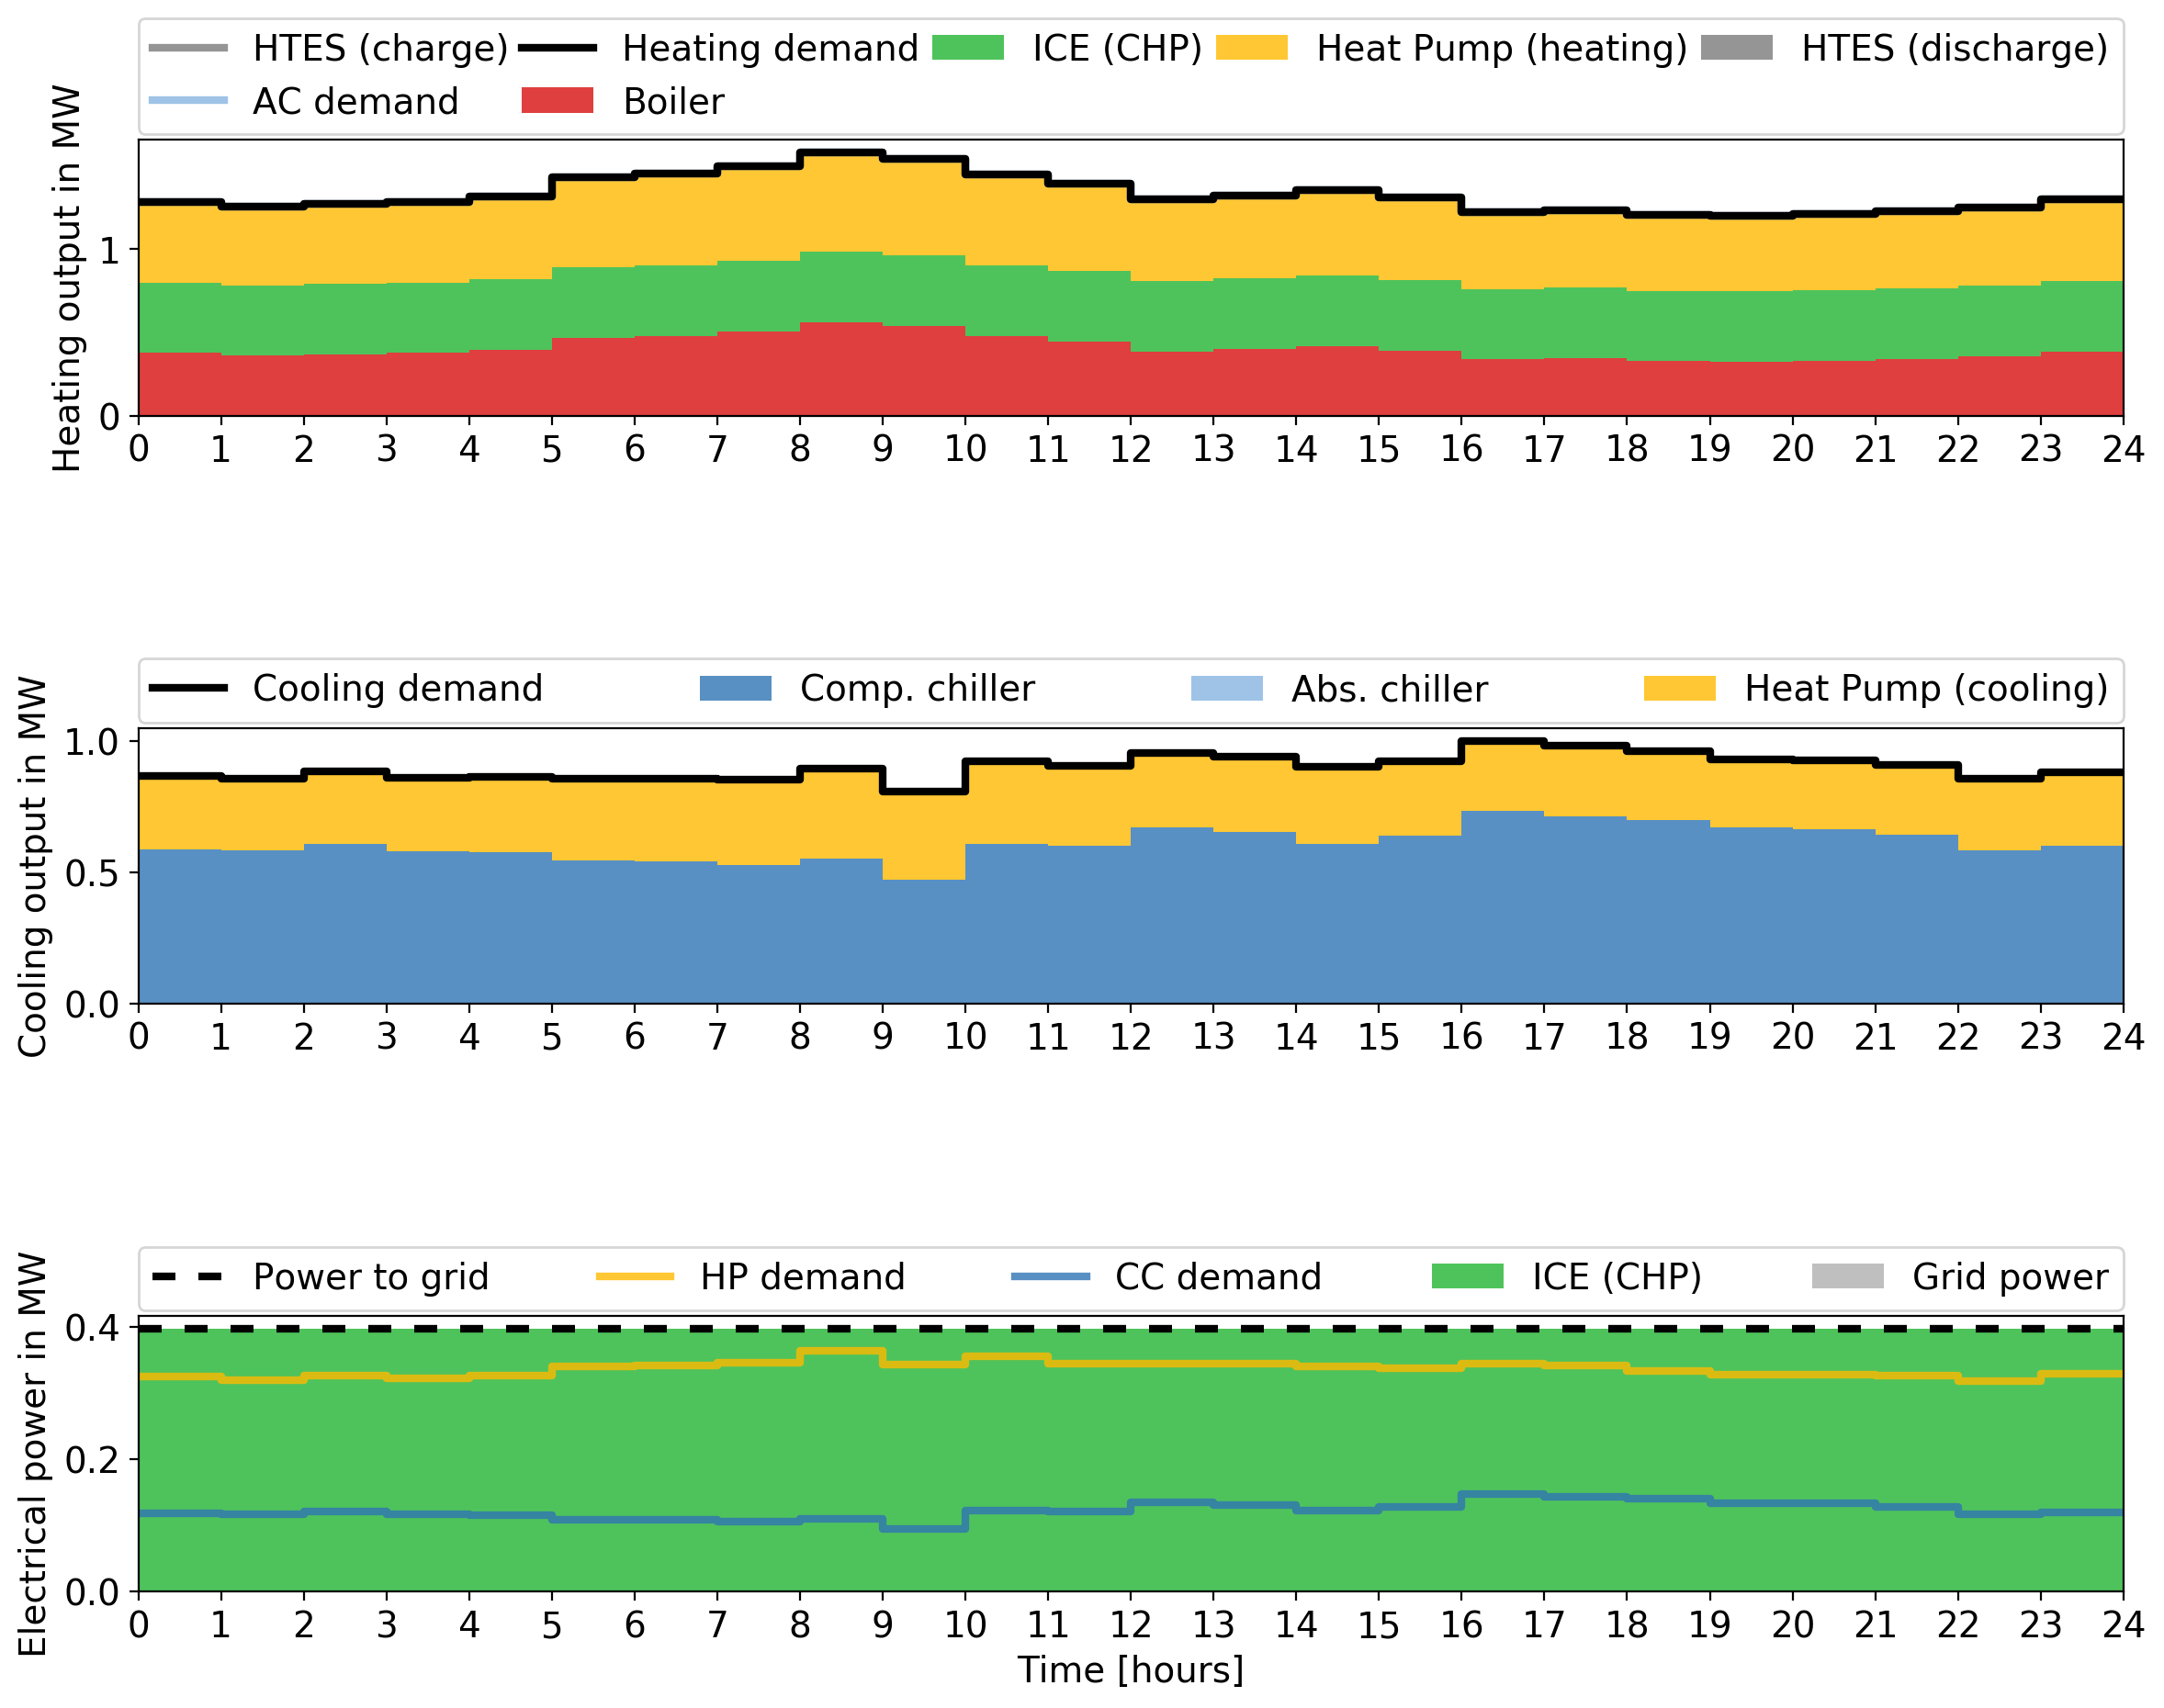 HTES (charge) Heating demand ICE (CHP) Heat Pump (heating) HTES (discharge)
AC demand Boiler
Heating output in MW
1
0
0 1 2 3 4 5 6 7 8 9 10 11 12 13 14 15 16 17 18 19 20 21 22 23 24
Cooling demand Comp. chiller Abs. chiller Heat Pump (cooling)
Cooling output in MW
1.0
0.5
0.0
0 1 2 3 4 5 6 7 8 9 10 11 12 13 14 15 16 17 18 19 20 21 22 23 24
Power to grid HP demand CC demand ICE (CHP) Grid power
Electrical power in MW
0.4
0.2
0.0
0 1 2 3 4 5 6 7 8 9 10 11 12 13 14 15 16 17 18 19 20 21 22 23 24
Time [hours]